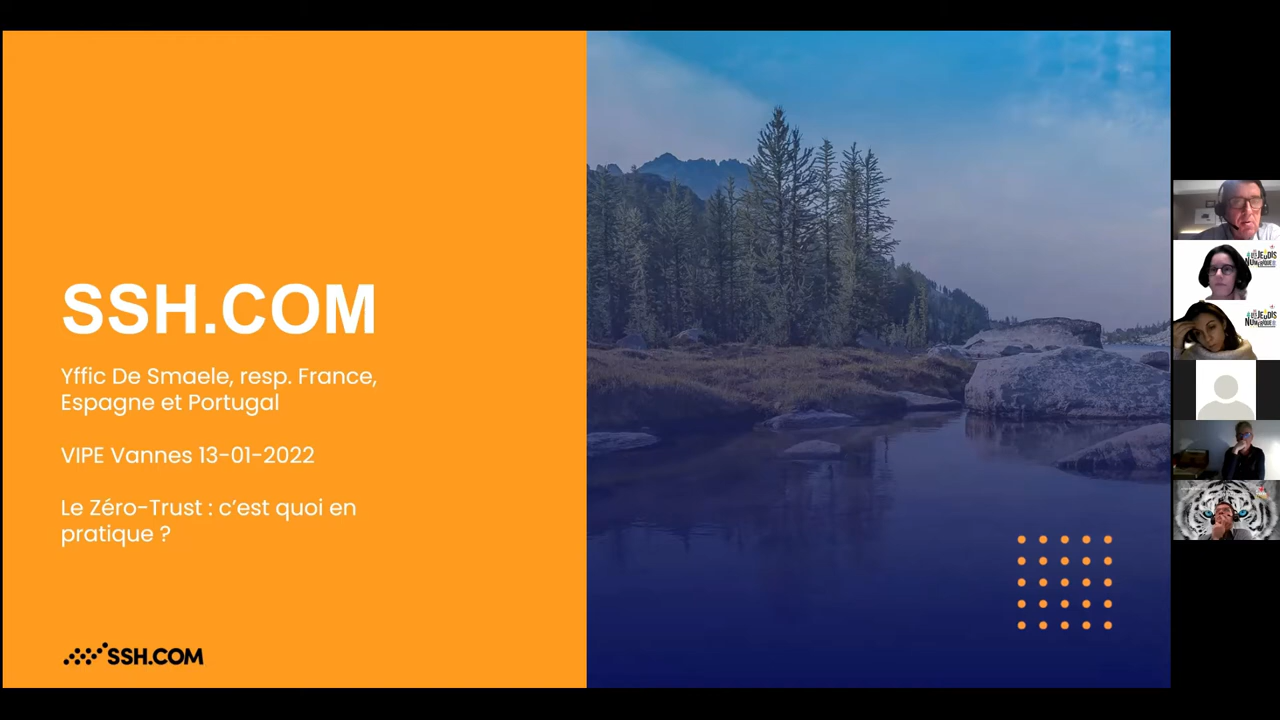 SSH.COM
Yffic De Smaele, resp. France,
Espagne et Portugal
VIPE Vannes 13-01-2022
Le Zéro-Trust : c’est quoi en
pratique ?
SSH.COM